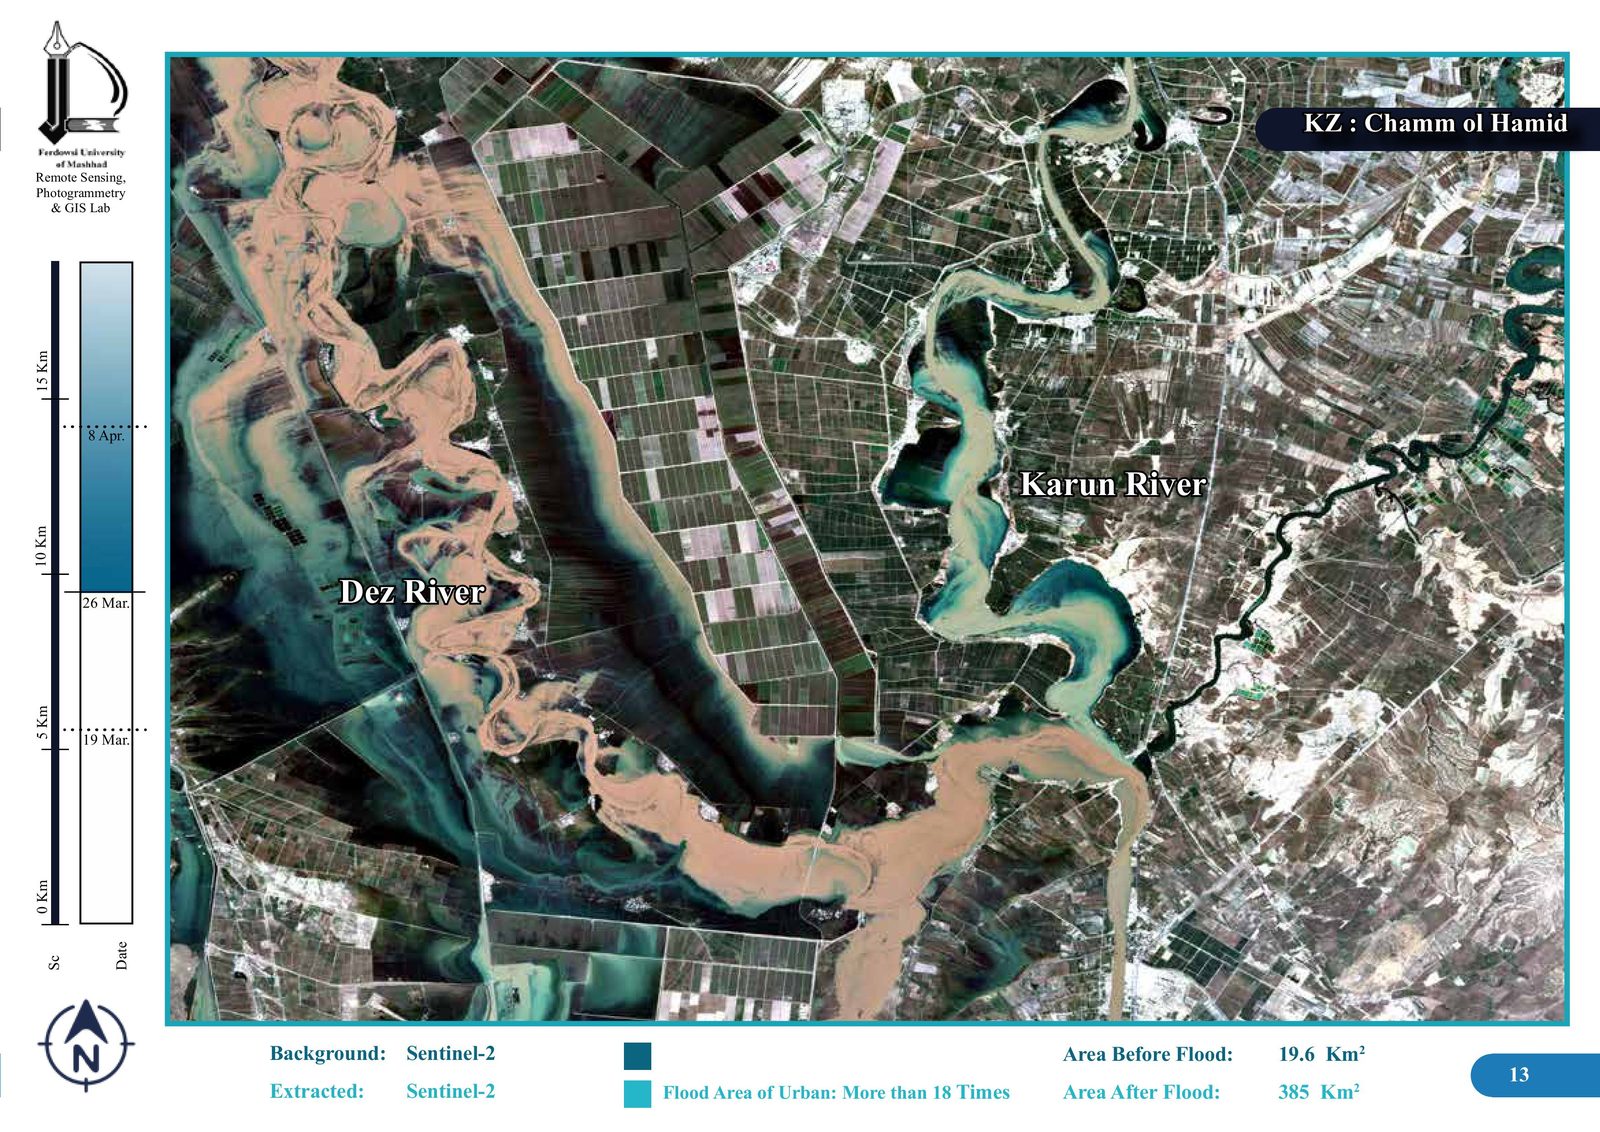 Ferdowsi University
of Mashhad
Remote Sensing,
Photogrammetry
& GIS Lab
KZ : Chamm ol Hamid
15 Km
10 Km
5 Km
0 Km
Sc
8 Apr.
26 Mar.
19 Mar.
Date
N
Karun River
Dez River
Background: Sentinel-2
Extracted: Sentinel-2
Flood Area of Urban: More than 18 Times
Area Before Flood: 19.6 Km²
Area After Flood: 385 Km²
13